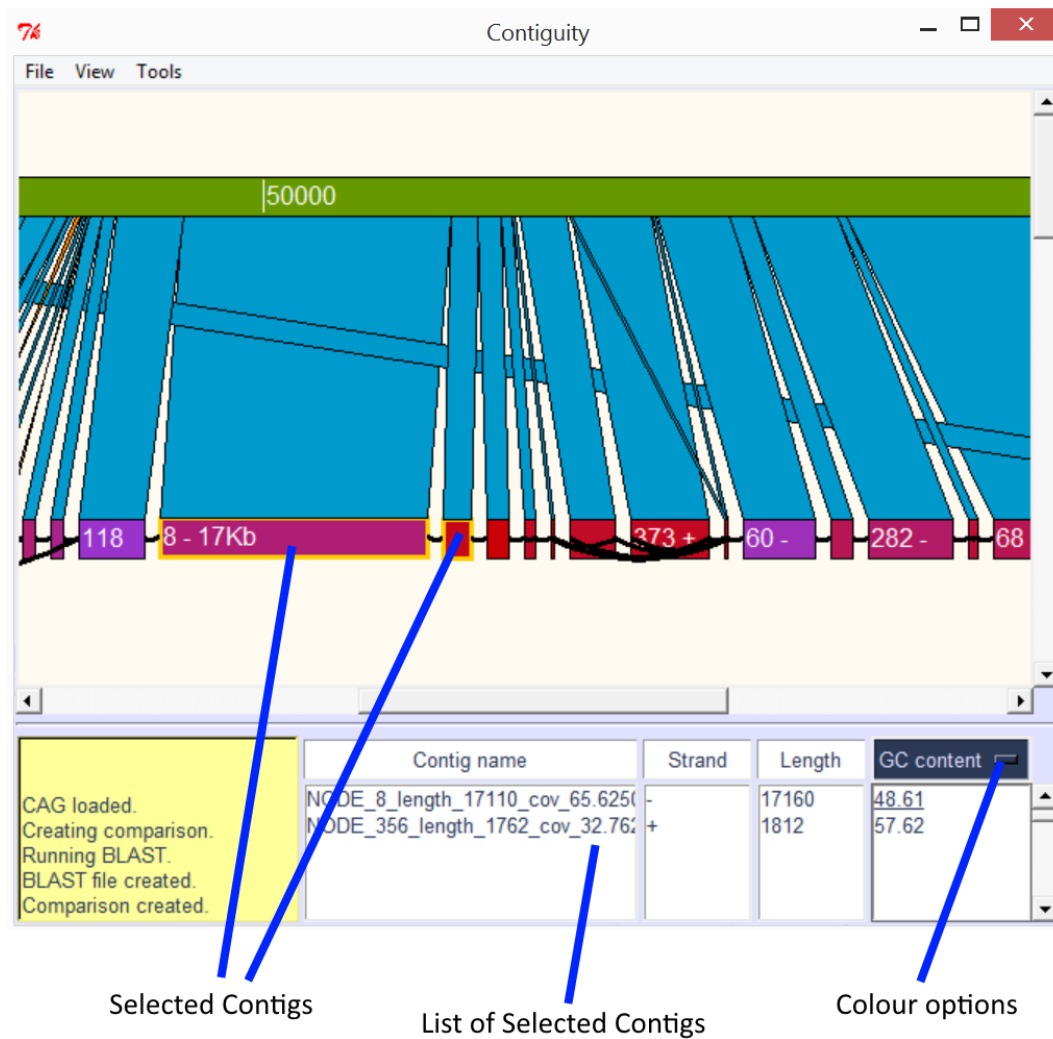 Contiguity
File View Tools
50000
118 8 - 17Kb 373 + 60 - 282 - 68
Contig name Strand Length GC content
NODE_8_length_17110_cov_65.625 - 17160 48.61
NODE_356_length_1762_cov_32.762 + 1812 57.62
CAG loaded.
Creating comparison.
Running BLAST.
BLAST file created.
Comparison created.
Selected Contigs
List of Selected Contigs
Colour options